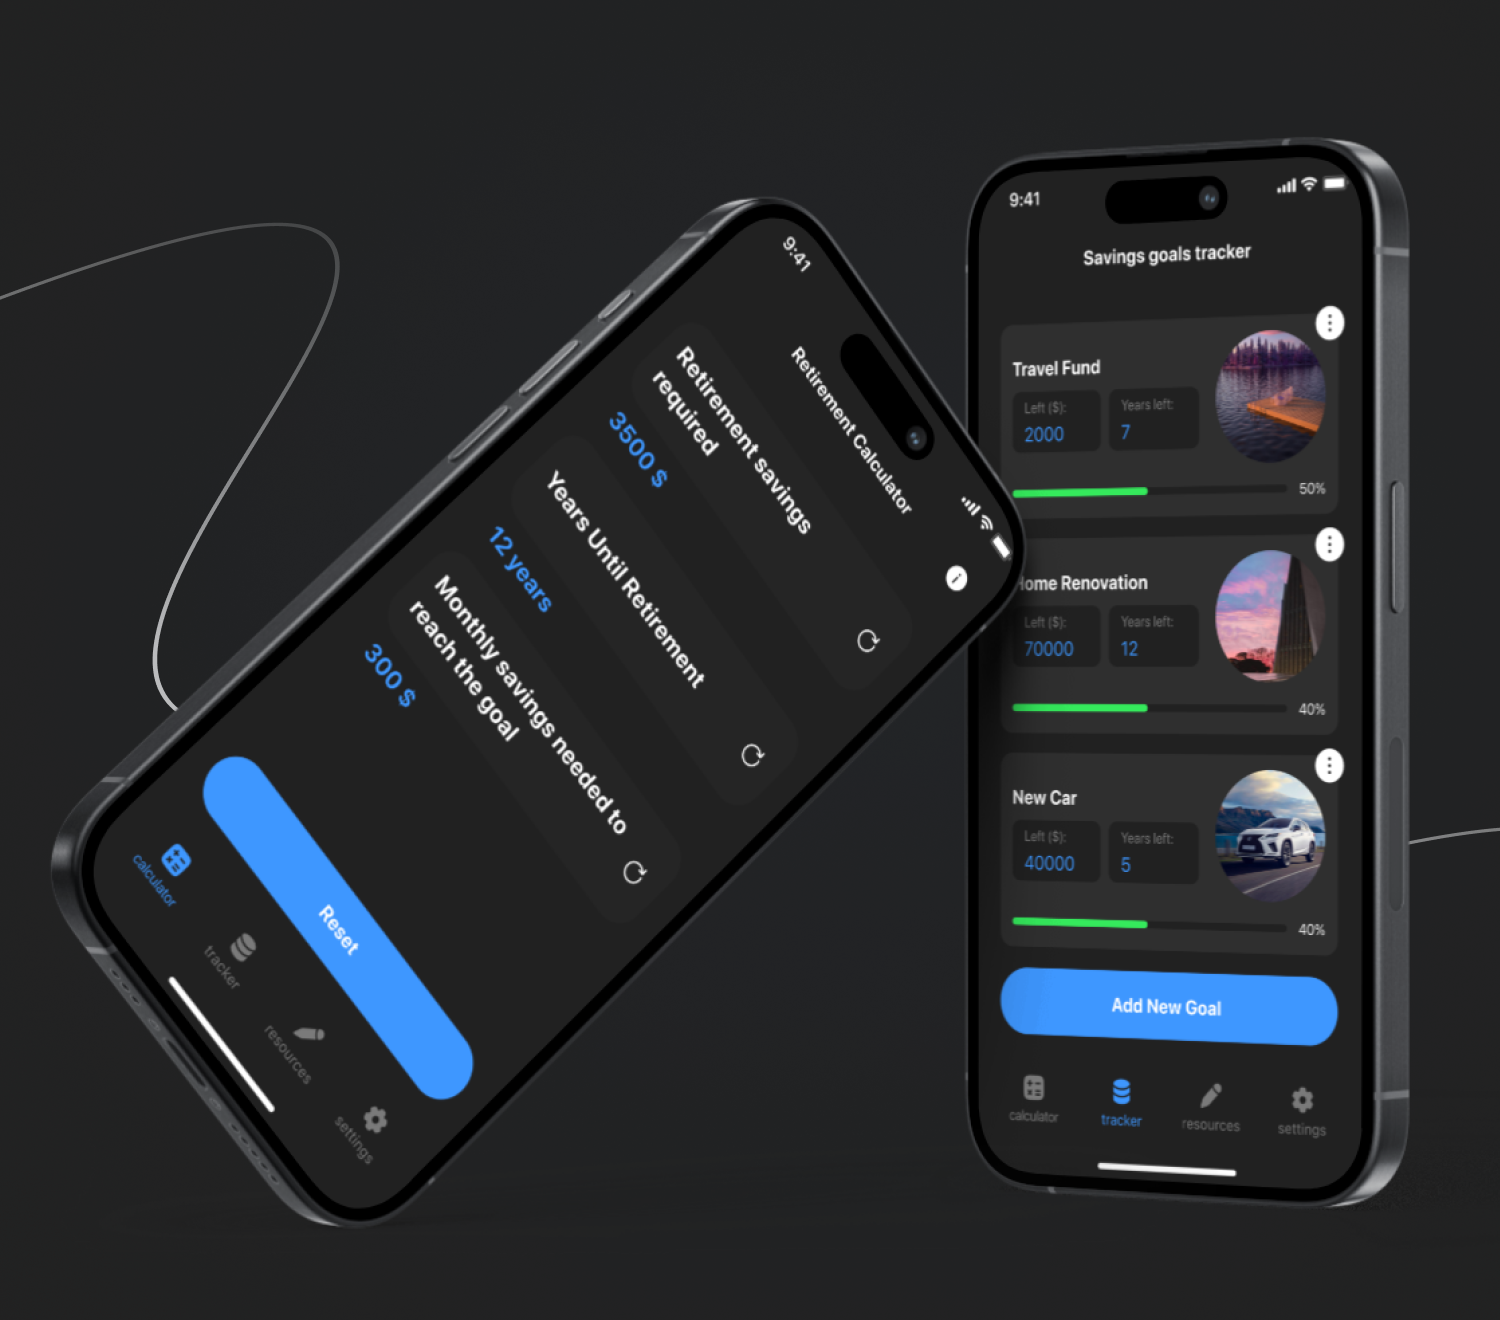 9:41
Retirement Calculator
Retirement savings
required
3500 $
Years Until Retirement
12 years
Monthly savings needed to
reach the goal
300 $
Reset
calculator
tracker
resources
settings
9:41
Savings goals tracker
Travel Fund
Left ($):
Years left:
2000
7
50%
Home Renovation
Left ($):
Years left:
70000
12
40%
New Car
Left ($):
Years left:
40000
5
40%
Add New Goal
calculator
tracker
resources
settings